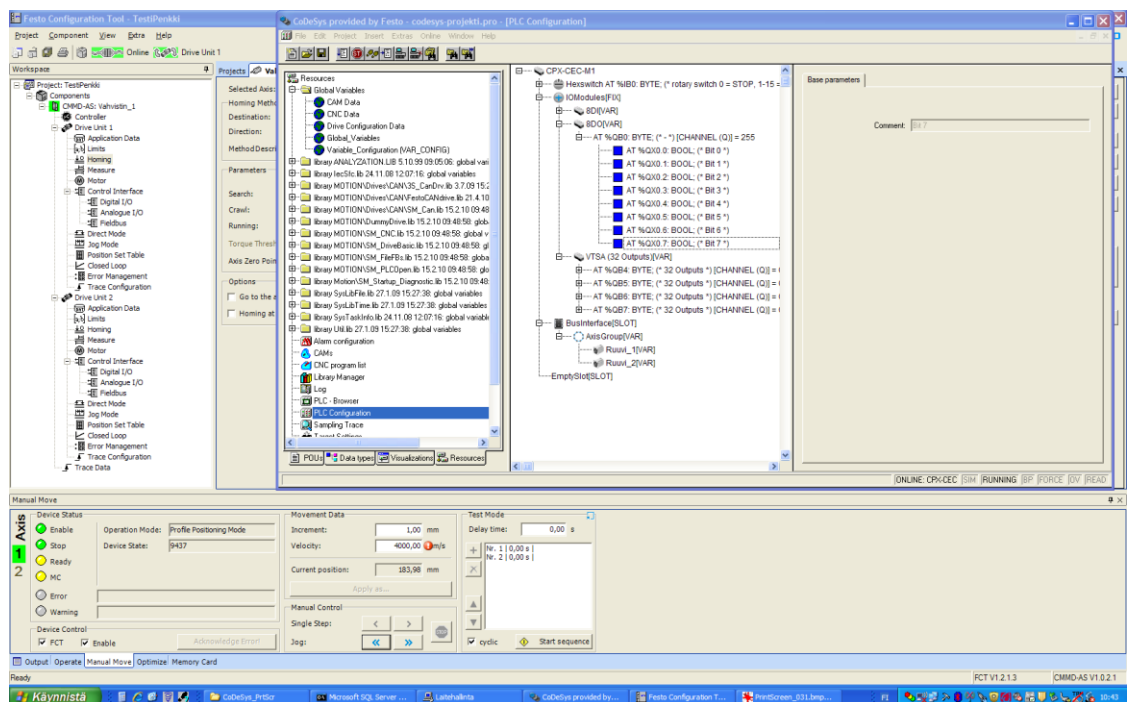 Festo Configuration Tool - TestiPenkki
Project Component View Extra Help
Online Drive Unit 1
Workspace
Project: TestiPenkki
Components
CMMD-AS: Vahvistin_1
Controller
Drive Unit 1
Application Data
Limits
Homing
Measure
Motor
Control Interface
Digital I/O
Analogue I/O
Fieldbus
Direct Mode
Jog Mode
Position Set Table
Closed Loop
Error Management
Trace Configuration
Drive Unit 2
Application Data
Limits
Homing
Measure
Motor
Control Interface
Digital I/O
Analogue I/O
Fieldbus
Direct Mode
Jog Mode
Position Set Table
Closed Loop
Error Management
Trace Configuration
Trace Data
Projects Val
Selected Axis:
Homing Metho
Destination:
Direction:
Method Descri
Parameters
Search:
Crawl:
Running:
Torque Thresh
Axis Zero Poin
Options
Go to the a
Homing at
CoDeSys provided by Festo - codesys-projekti.pro - [PLC Configuration]
File Edit Project Insert Extras Online Window Help
Resources
Global Variables
CAM Data
CNC Data
Drive Configuration Data
Global_Variables
Variable_Configuration (VAR_CONFIG)
library ANALYZATION.LIB 5.10.99 09:05:06: global vari
library IecSfc.lib 24.11.08 12:07:16: global variables
library MOTION\Drives\CAN\3S_CanDrv.lib 3.7.09 15:2
library MOTION\Drives\CAN\FestoCANdrive.lib 21.4.10
library MOTION\Drives\CAN\SM_Can.lib 15.2.10 09:48
library MOTION\DummyDrive.lib 15.2.10 09:48:58: glob
library MOTION\SM_CNC.lib 15.2.10 09:48:58: global v
library MOTION\SM_DriveBasic.lib 15.2.10 09:48:58: gl
library MOTION\SM_FileFBs.lib 15.2.10 09:48:58: globa
library MOTION\SM_PLCOpen.lib 15.2.10 09:48:58: glo
library Motion\SM_Startup_Diagnostic.lib 15.2.10 09:48:
library SysLibFile.lib 27.1.09 15:27:38: global variables
library SysLibTime.lib 27.1.09 15:27:38: global variables
library SysTaskInfo.lib 24.11.08 12:07:16: global variabl
library Util.lib 27.1.09 15:27:38: global variables
Alarm configuration
CAMs
CNC program list
Library Manager
Log
PLC - Browser
PLC Configuration
Sampling Trace
Target Settings
POUs Data types Visualizations Resources
CPX-CEC-M1
Hexswitch AT %IB0: BYTE; (* rotary switch 0 = STOP, 1-15 =
IOModules[FIX]
8DI[VAR]
8DO[VAR]
AT %QB0: BYTE; (* - *) [CHANNEL (Q)] = 255
AT %QX0.0: BOOL; (* Bit 0 *)
AT %QX0.1: BOOL; (* Bit 1 *)
AT %QX0.2: BOOL; (* Bit 2 *)
AT %QX0.3: BOOL; (* Bit 3 *)
AT %QX0.4: BOOL; (* Bit 4 *)
AT %QX0.5: BOOL; (* Bit 5 *)
AT %QX0.6: BOOL; (* Bit 6 *)
AT %QX0.7: BOOL; (* Bit 7 *)
VTSA (32 Outputs)[VAR]
AT %QB4: BYTE; (* 32 Outputs *) [CHANNEL (Q)] =
AT %QB5: BYTE; (* 32 Outputs *) [CHANNEL (Q)] =
AT %QB6: BYTE; (* 32 Outputs *) [CHANNEL (Q)] =
AT %QB7: BYTE; (* 32 Outputs *) [CHANNEL (Q)] =
BusInterface[SLOT]
AxisGroup[VAR]
Ruuvi_1[VAR]
Ruuvi_2[VAR]
EmptySlot[SLOT]
Base parameters
Comment: Bit 7
ONLINE: CPX-CEC SIM RUNNING BP FORCE OV READ
Manual Move
Axis
1
2
Device Status
Enable
Stop
Ready
MC
Error
Warning
Operation Mode: Profile Positioning Mode
Device State: 9437
Device Control
FCT Enable Acknowledge Error!
Movement Data
Increment: 1,00 mm
Velocity: 4000,00 m/s
Current position: 183,98 mm
Apply as...
Manual Control
Single Step: < >
Jog: « »
STOP
Test Mode
Delay time: 0,00 s
Nr. 1 | 0,00 s |
Nr. 2 | 0,00 s |
cyclic Start sequence
Output Operate Manual Move Optimize Memory Card
Ready
FCT V1.2.1.3 CMMD-AS V1.0.2.1
Käynnistä CoDeSys_PrtScr Microsoft SQL Server ... Laitehallinta CoDeSys provided by... Festo Configuration T... PrintScreen_031.bmp... FI 10:43